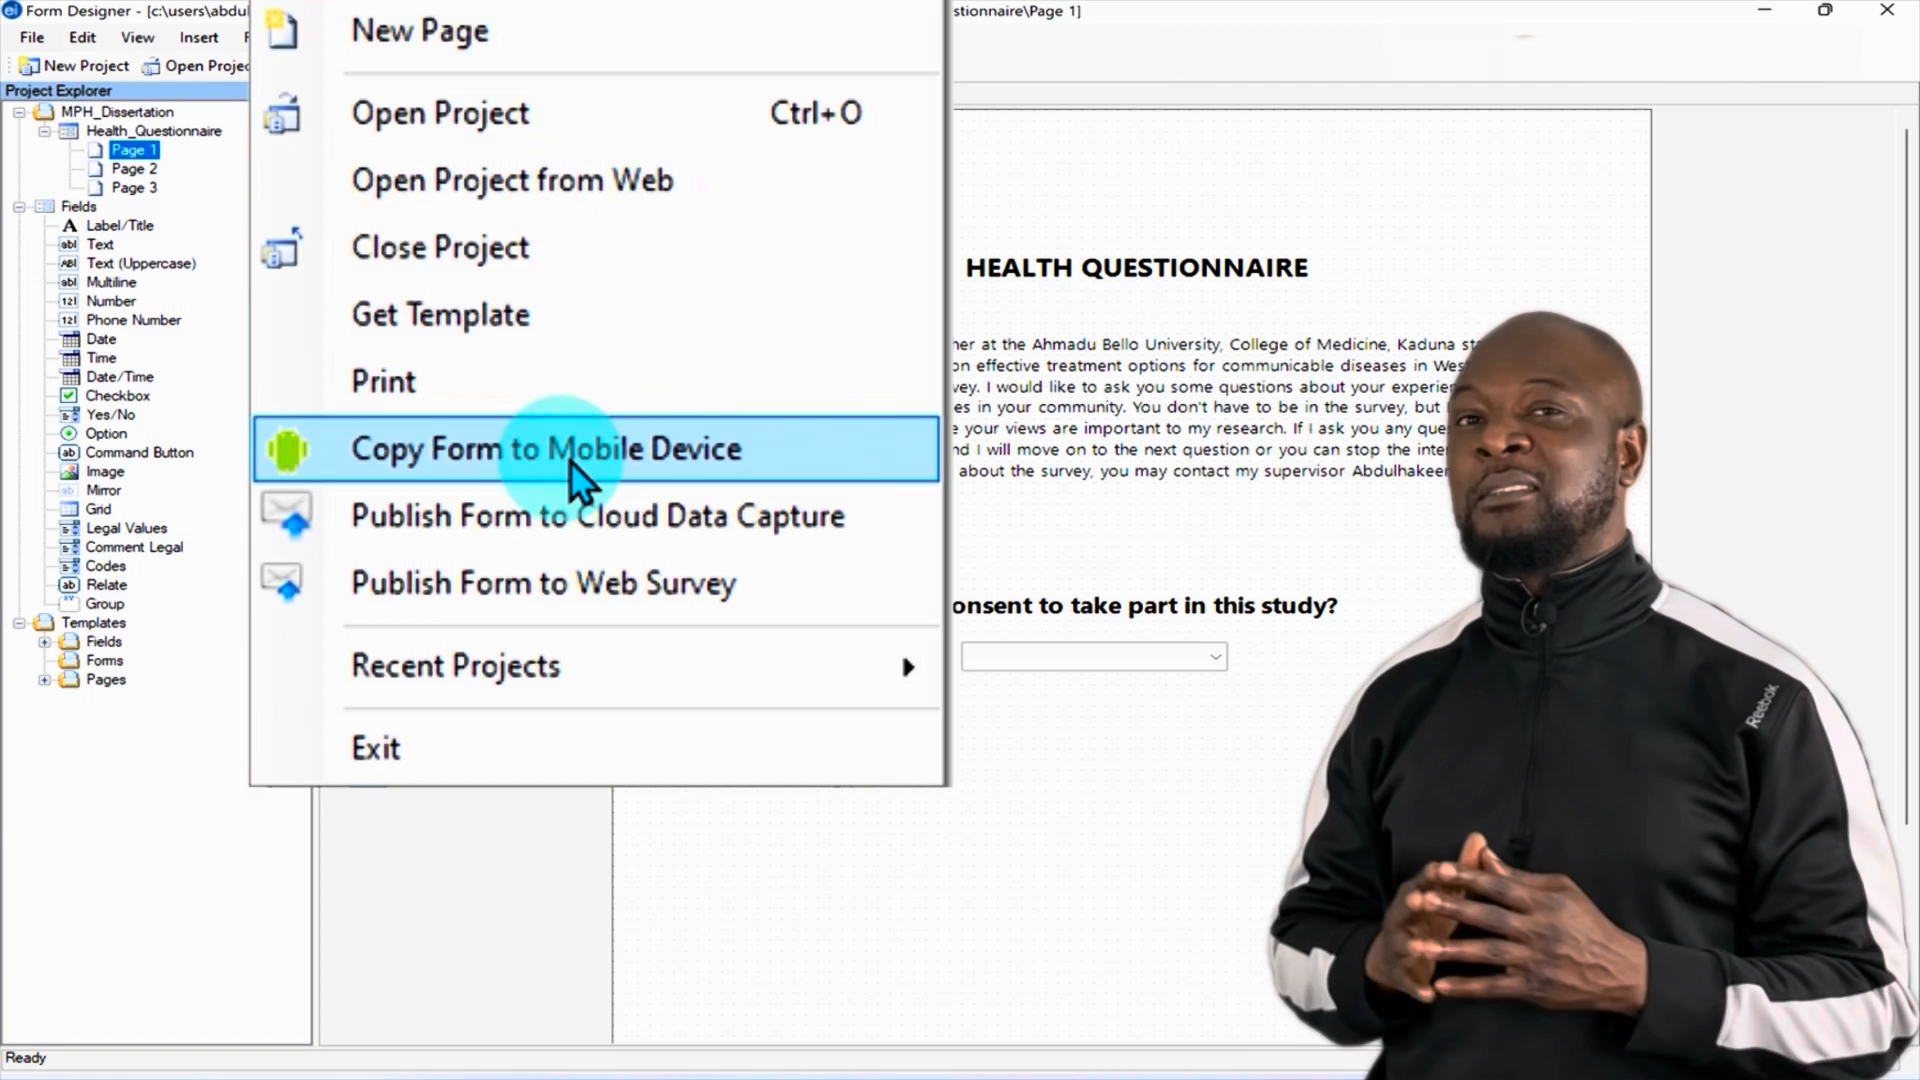 Form Designer - [c:\users\abdul
stionnaire\Page 1]
File Edit View Insert F
New Project Open Projec
Project Explorer
MPH_Dissertation
Health_Questionnaire
Page 1
Page 2
Page 3
Fields
Label/Title
Text
Text (Uppercase)
Multiline
Number
Phone Number
Date
Time
Date/Time
Checkbox
Yes/No
Option
Command Button
Image
Mirror
Grid
Legal Values
Comment Legal
Codes
Relate
Group
Templates
Fields
Forms
Pages
Ready
New Page
Open Project Ctrl+O
Open Project from Web
Close Project
Get Template
Print
Copy Form to Mobile Device
Publish Form to Cloud Data Capture
Publish Form to Web Survey
Recent Projects
Exit
HEALTH QUESTIONNAIRE
her at the Ahmadu Bello University, College of Medicine, Kaduna st
on effective treatment options for communicable diseases in Wes
vey. I would like to ask you some questions about your experien
es in your community. You don't have to be in the survey, but
e your views are important to my research. If I ask you any que
nd I will move on to the next question or you can stop the inte
about the survey, you may contact my supervisor Abdulhakeem
onsent to take part in this study?
Reebok